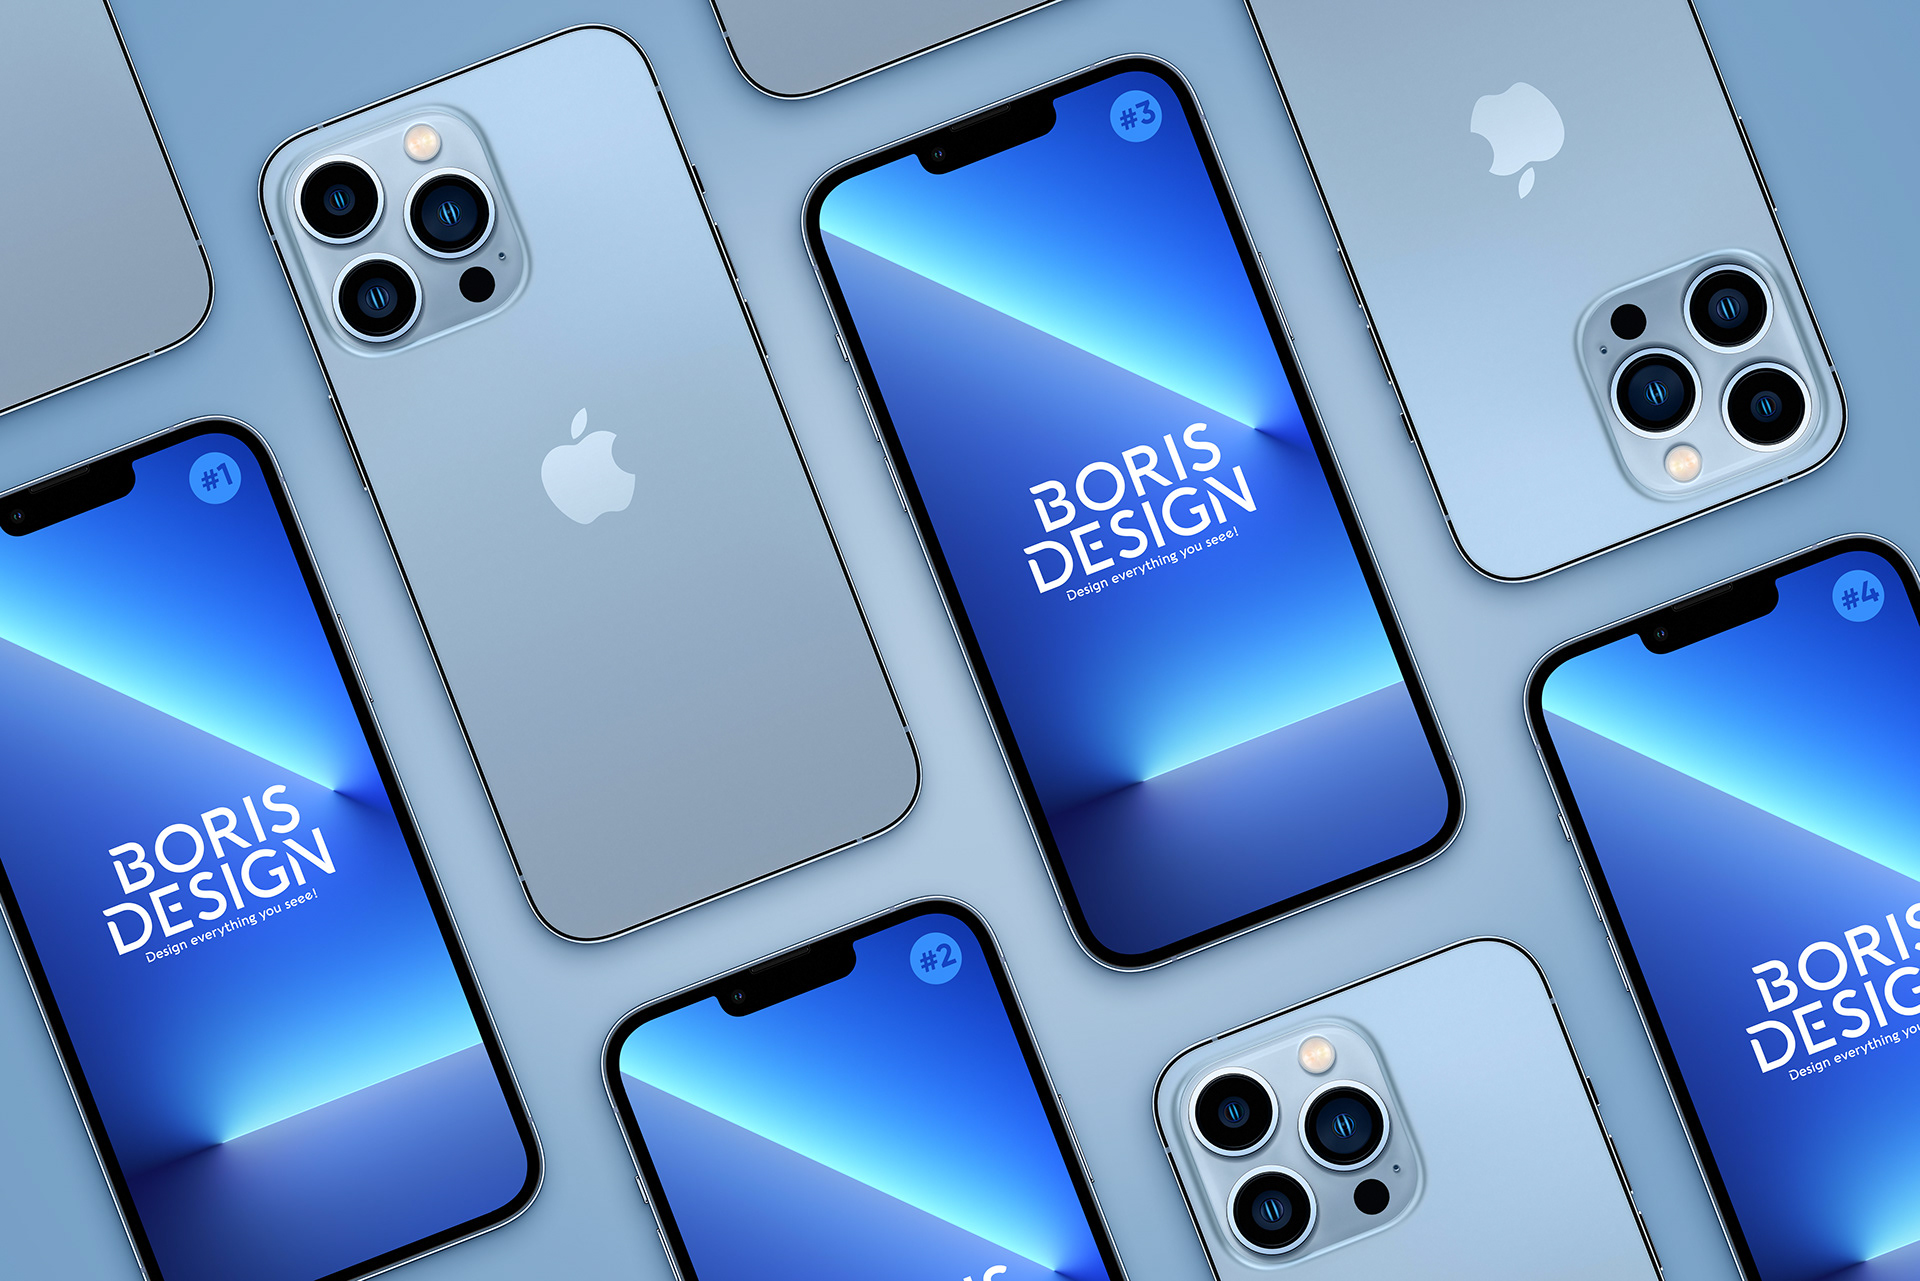 #3
BORIS
DESIGN
Design everything you seee!
#1
BORIS
DESIGN
Design everything you seee!
#4
BORIS
DESIG
Design everything you
#2
IS